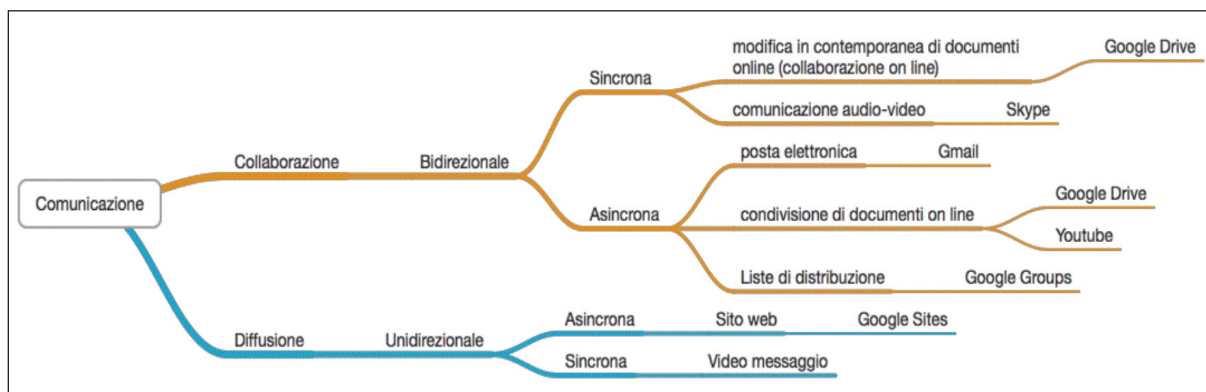 Comunicazione
Collaborazione
Bidirezionale
Sincrona
modifica in contemporanea di documenti
online (collaborazione on line)
Google Drive
comunicazione audio-video
Skype
Asincrona
posta elettronica
Gmail
condivisione di documenti on line
Google Drive
Youtube
Liste di distribuzione
Google Groups
Diffusione
Unidirezionale
Asincrona
Sito web
Google Sites
Sincrona
Video messaggio